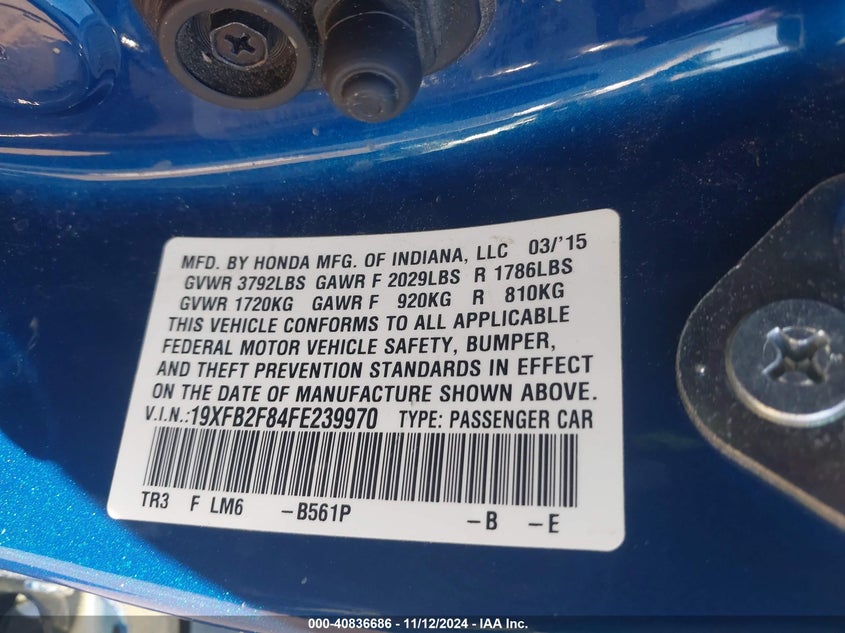 MFD. BY HONDA MFG. OF INDIANA, LLC 03/'15
GVWR 3792LBS GAWR F 2029LBS R 1786LBS
GVWR 1720KG GAWR F 920KG R 810KG
THIS VEHICLE CONFORMS TO ALL APPLICABLE
FEDERAL MOTOR VEHICLE SAFETY, BUMPER,
AND THEFT PREVENTION STANDARDS IN EFFECT
ON THE DATE OF MANUFACTURE SHOWN ABOVE.
V.I.N.:19XFB2F84FE239970 TYPE: PASSENGER CAR
TR3 F LM6 -B561P -B -E
000-40836686 - 11/12/2024 - IAA Inc.